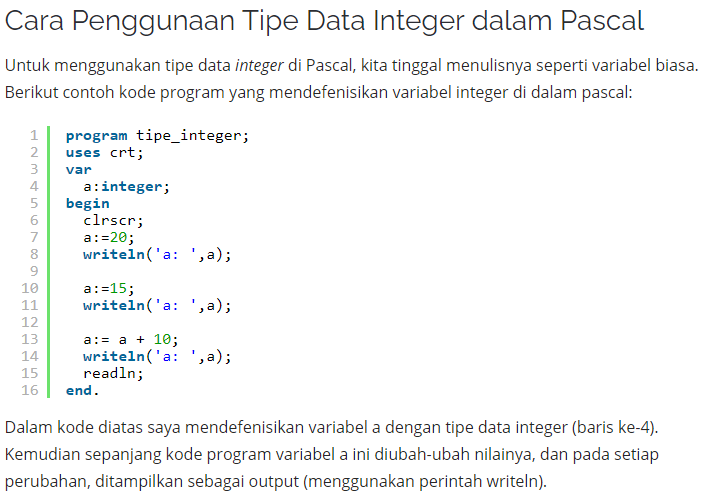 Cara Penggunaan Tipe Data Integer dalam Pascal
Untuk menggunakan tipe data integer di Pascal, kita tinggal menulisnya seperti variabel biasa.
Berikut contoh kode program yang mendefenisikan variabel integer di dalam pascal:
1 program tipe_integer;
2 uses crt;
3 var
4 a:integer;
5 begin
6 clrscr;
7 a:=20;
8 writeln('a: ',a);
9
10 a:=15;
11 writeln('a: ',a);
12
13 a:= a + 10;
14 writeln('a: ',a);
15 readln;
16 end.
Dalam kode diatas saya mendefenisikan variabel a dengan tipe data integer (baris ke-4).
Kemudian sepanjang kode program variabel a ini diubah-ubah nilainya, dan pada setiap
perubahan, ditampilkan sebagai output (menggunakan perintah writeln).